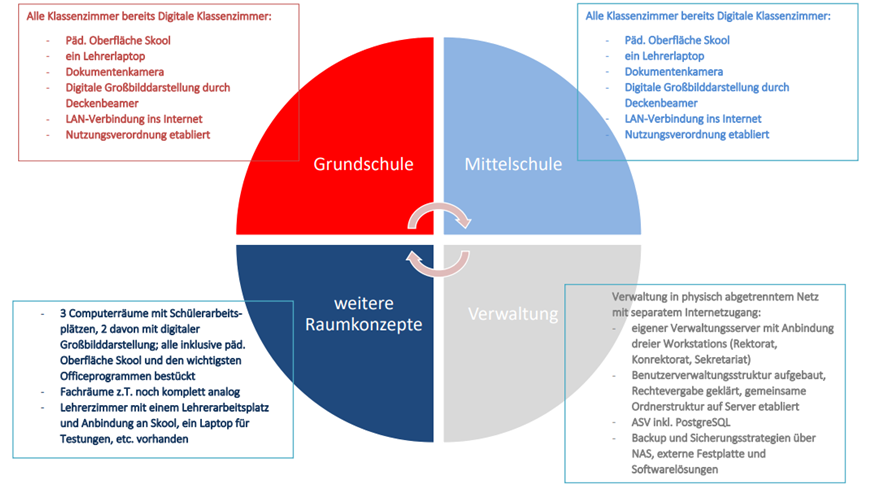 Alle Klassenzimmer bereits Digitale Klassenzimmer:
- Päd. Oberfläche Skool
- ein Lehrerlaptop
- Dokumentenkamera
- Digitale Großbilddarstellung durch
Deckenbeamer
- LAN-Verbindung ins Internet
- Nutzungsverordnung etabliert
Alle Klassenzimmer bereits Digitale Klassenzimmer:
- Päd. Oberfläche Skool
- ein Lehrerlaptop
- Dokumentenkamera
- Digitale Großbilddarstellung durch
Deckenbeamer
- LAN-Verbindung ins Internet
- Nutzungsverordnung etabliert
Grundschule
Mittelschule
weitere
Raumkonzepte
Verwaltung
- 3 Computerräume mit Schülerarbeits-
plätzen, 2 davon mit digitaler
Großbilddarstellung; alle inklusive päd.
Oberfläche Skool und den wichtigsten
Officeprogrammen bestückt
- Fachräume z.T. noch komplett analog
- Lehrerzimmer mit einem Lehrerarbeitsplatz
und Anbindung an Skool, ein Laptop für
Testungen, etc. vorhanden
Verwaltung in physisch abgetrenntem Netz
mit separatem Internetzugang:
- eigener Verwaltungsserver mit Anbindung
dreier Workstations (Rektorat,
Konrektorat, Sekretariat)
- Benutzerverwaltungsstruktur aufgebaut,
Rechtevergabe geklärt, gemeinsame
Ordnerstruktur auf Server etabliert
- ASV inkl. PostgreSQL
- Backup und Sicherungsstrategien über
NAS, externe Festplatte und
Softwarelösungen